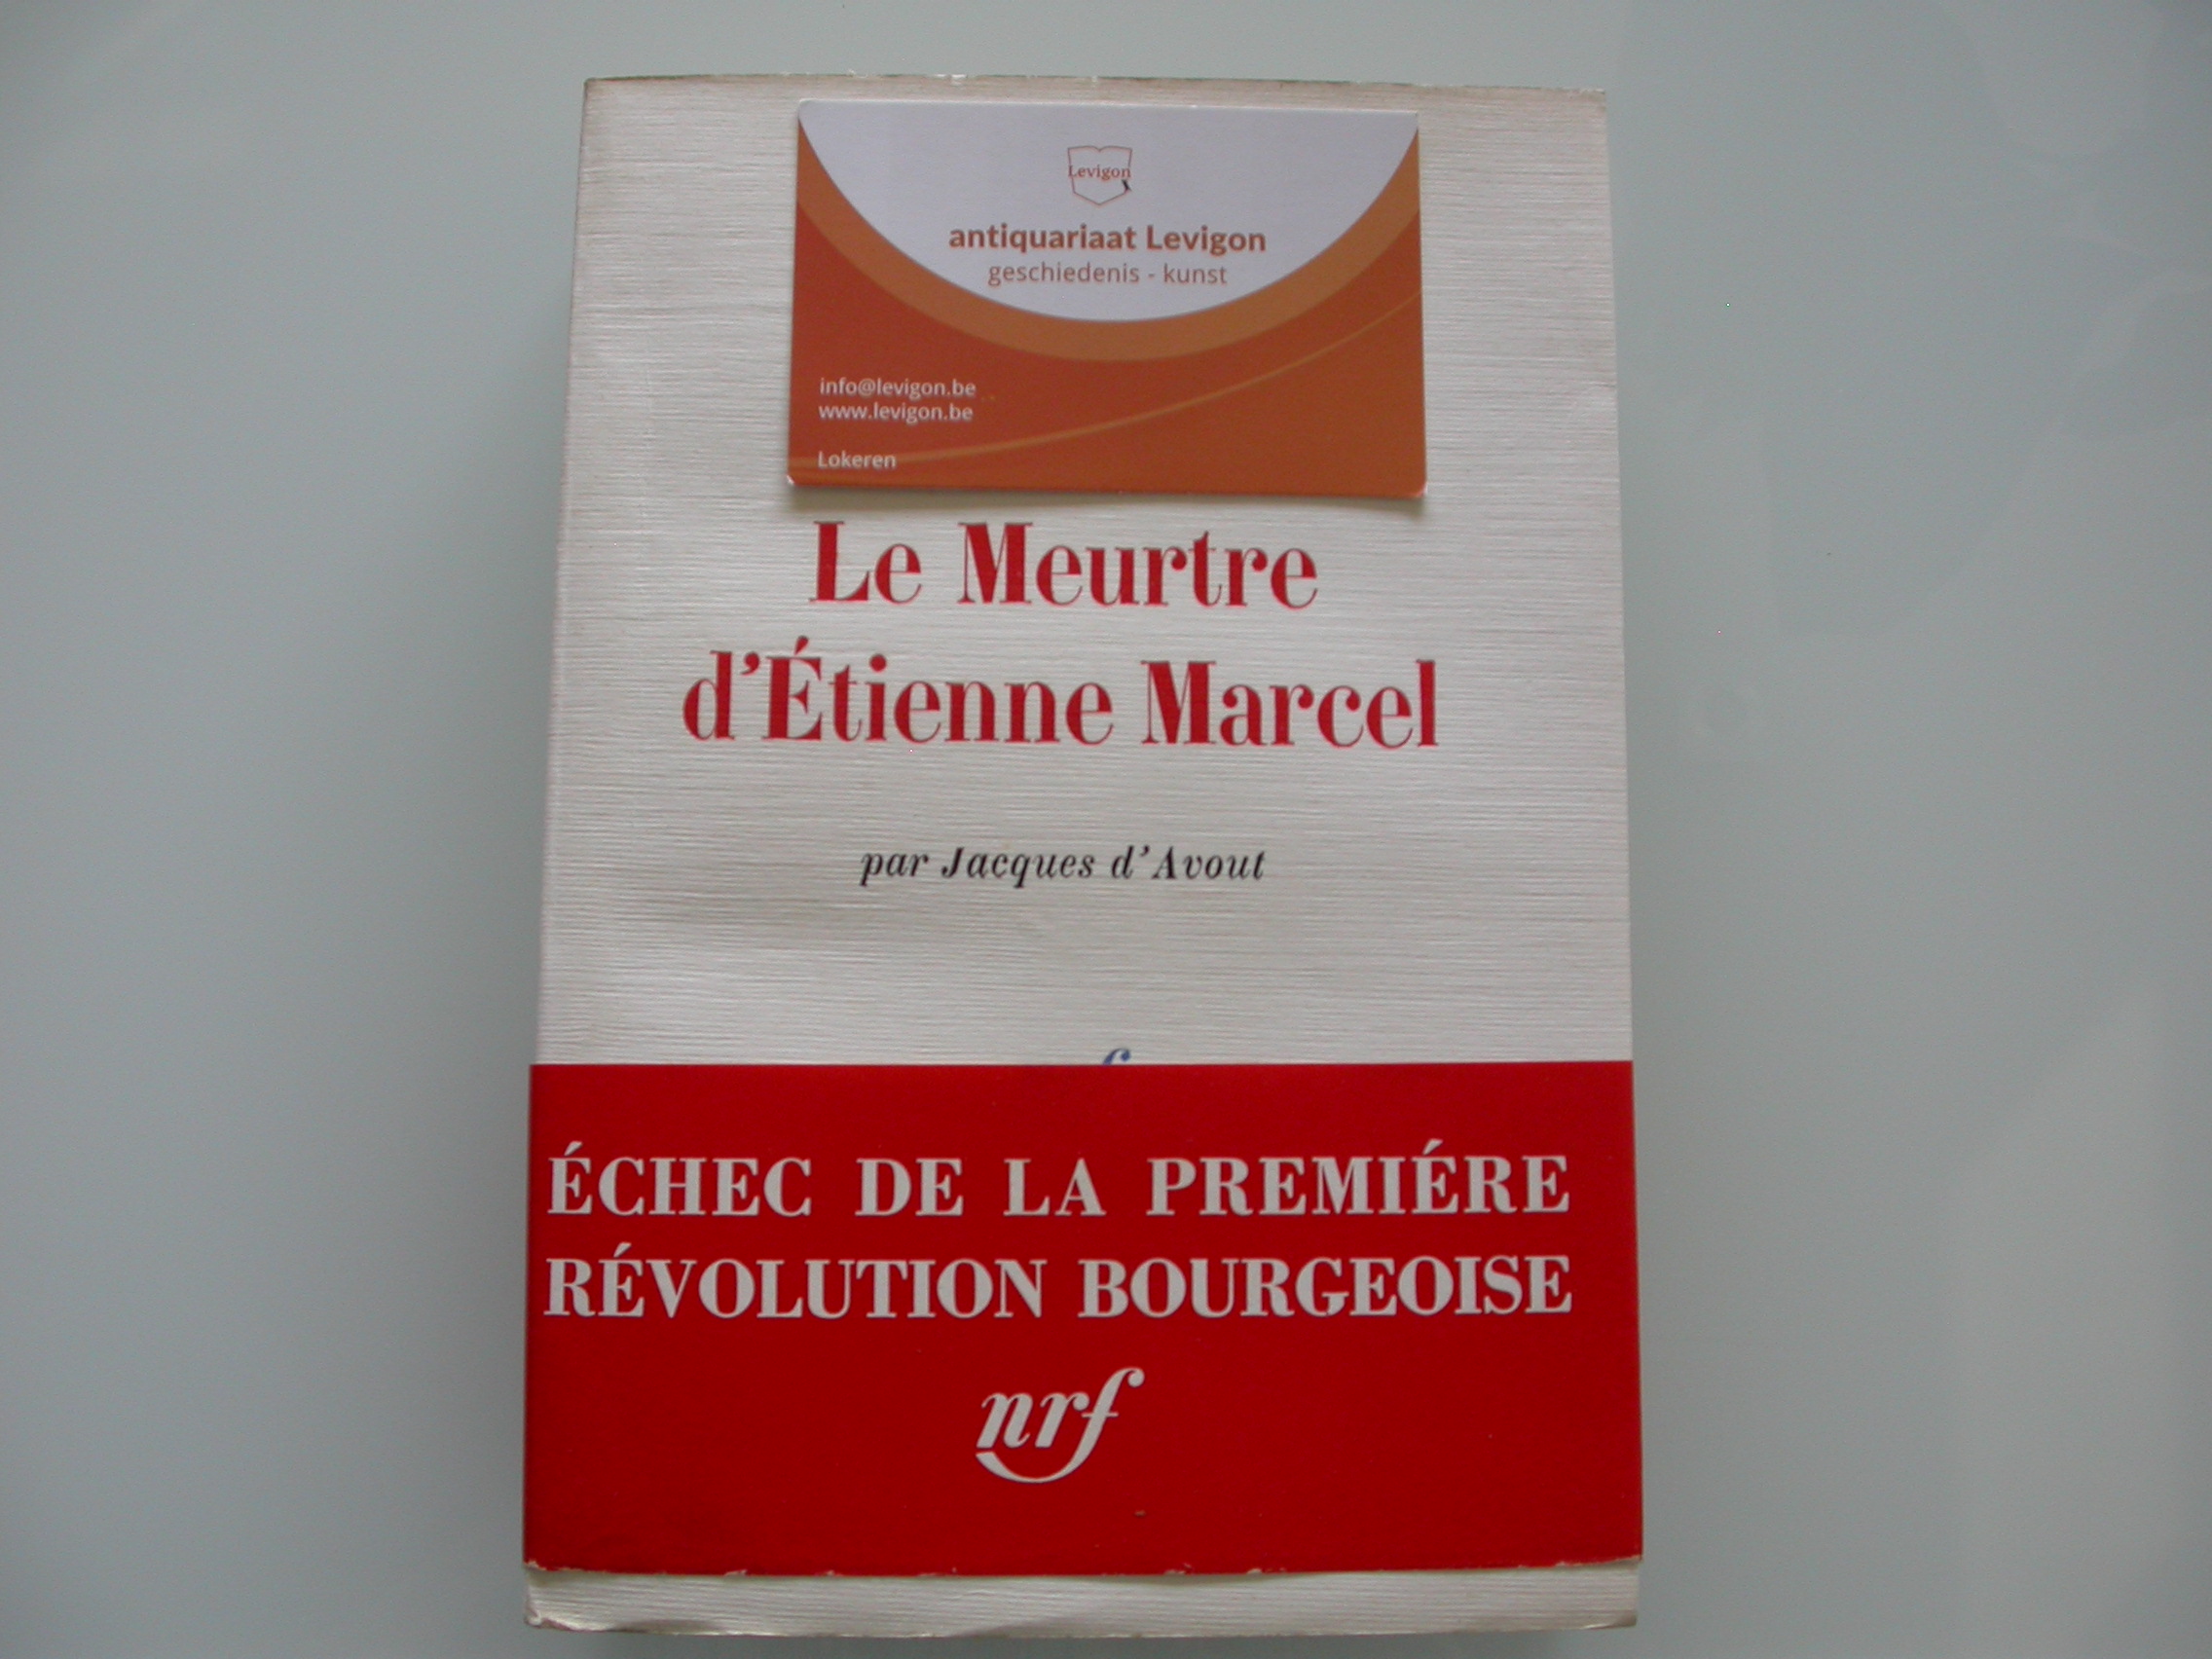 Levigon
antiquariaat Levigon
geschiedenis - kunst
info@levigon.be
www.levigon.be
Lokeren
Le Meurtre
d'Étienne Marcel
par Jacques d'Avout
ÉCHEC DE LA PREMIÉRE
RÉVOLUTION BOURGEOISE
nrf